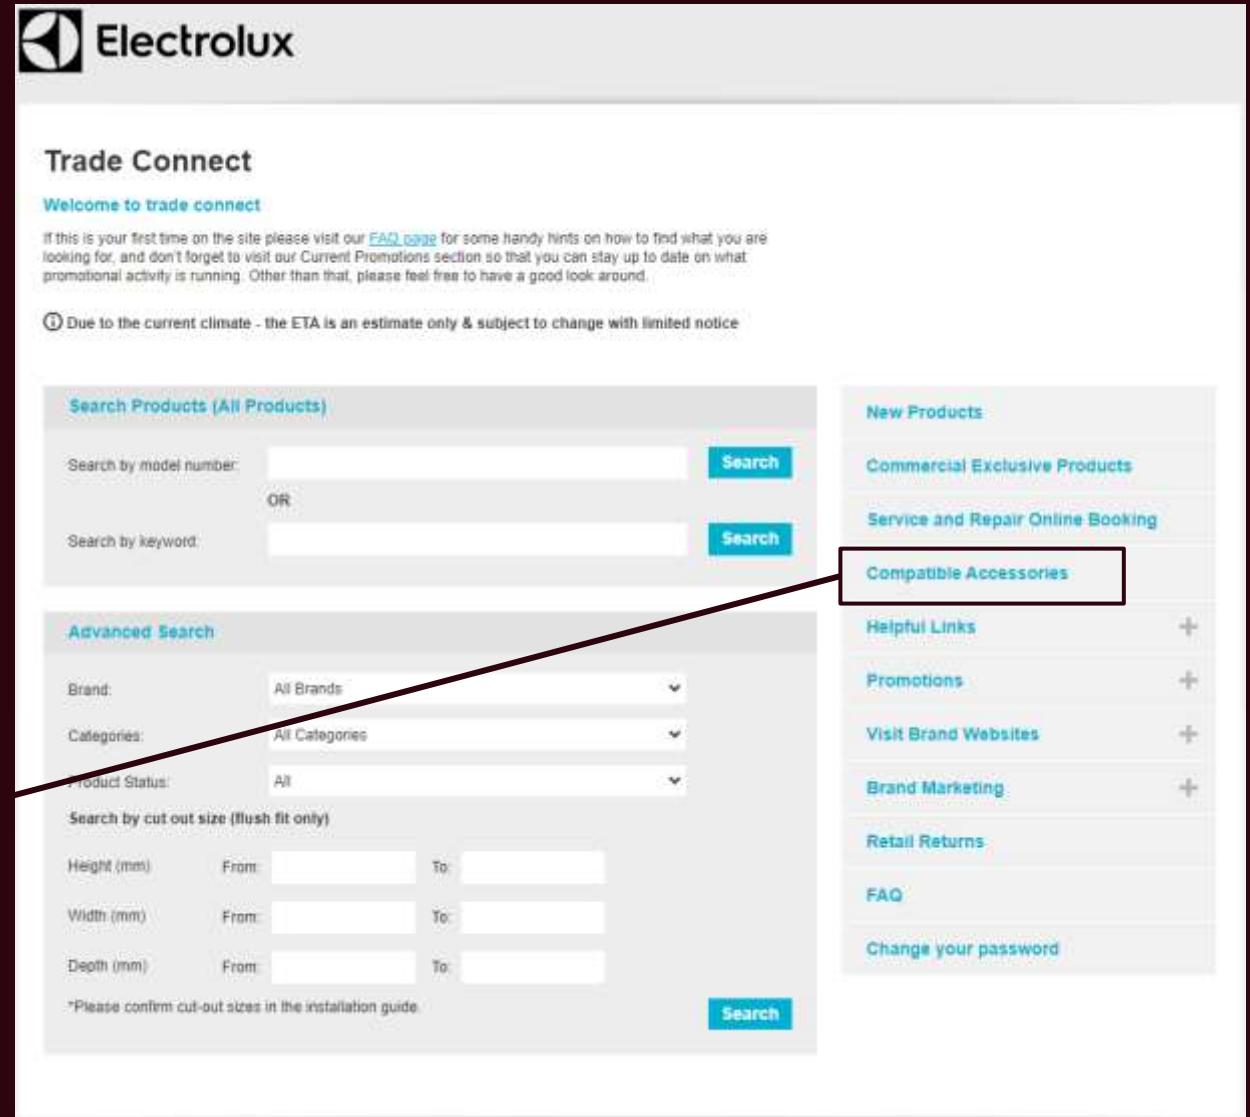 Electrolux
Trade Connect
Welcome to trade connect
If this is your first time on the site please visit our FAQ page for some handy hints on how to find what you are
looking for, and don't forget to visit our Current Promotions section so that you can stay up to date on what
promotional activity is running. Other than that, please feel free to have a good look around.
Due to the current climate - the ETA is an estimate only & subject to change with limited notice
Search Products (All Products)
Search by model number: Search
OR
Search by keyword: Search
Advanced Search
Brand: All Brands
Categories: All Categories
Product Status: All
Search by cut out size (flush fit only)
Height (mm) From: To:
Width (mm) From: To:
Depth (mm) From: To:
*Please confirm cut-out sizes in the installation guide.
Search
New Products
Commercial Exclusive Products
Service and Repair Online Booking
Compatible Accessories
Helpful Links
Promotions
Visit Brand Websites
Brand Marketing
Retail Returns
FAQ
Change your password